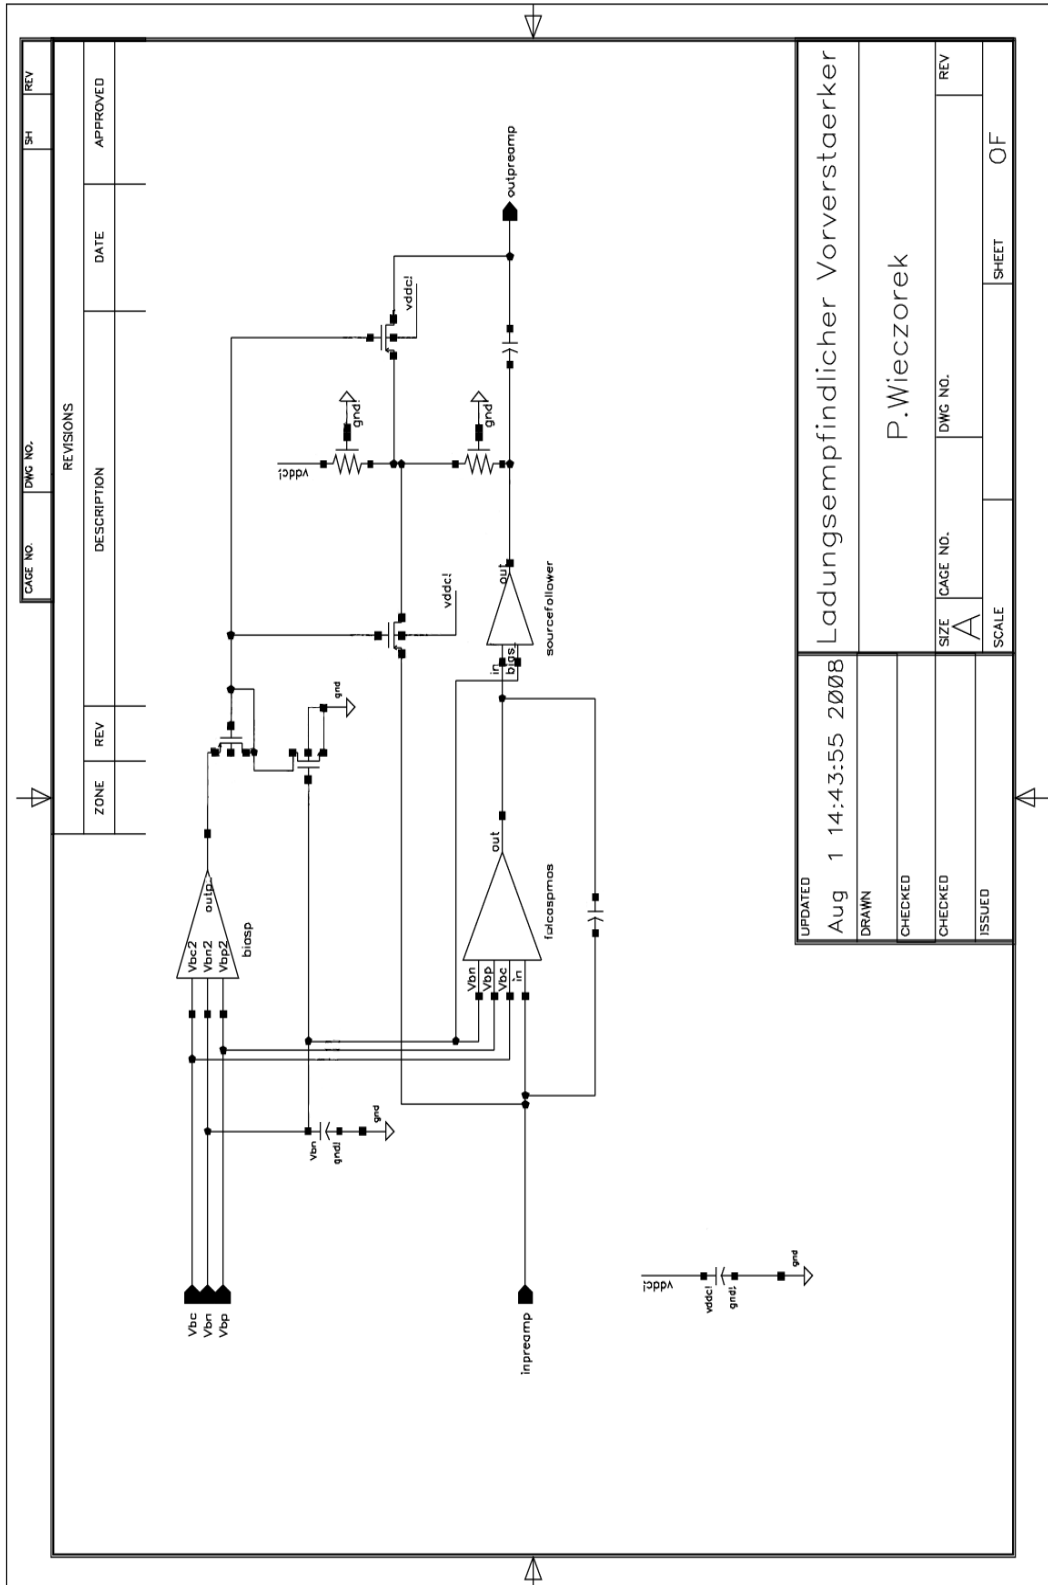 CAGE NO.
DWG NO.
SH
REV
REVISIONS
ZONE
REV
DESCRIPTION
DATE
APPROVED
Vbc
Vbn
Vbp
Vbc2
Vbn2
Vbp2
outp
biasp
gnd
Vbn
gnd!
gnd
vddc!
gnd!
vddc!
vddc!
gnd
outpreamp
Vbn
Vbp
Vbc
in
out
folcaspmos
in
bias
out
sourcefollower
inpreamp
vddc!
vddc!
gnd!
gnd
UPDATED
Aug 1 14:43:55 2008
DRAWN
CHECKED
CHECKED
ISSUED
Ladungsempfindlicher Vorverstaerker
P.Wieczorek
SIZE
A
CAGE NO.
DWG NO.
REV
SCALE
SHEET
OF